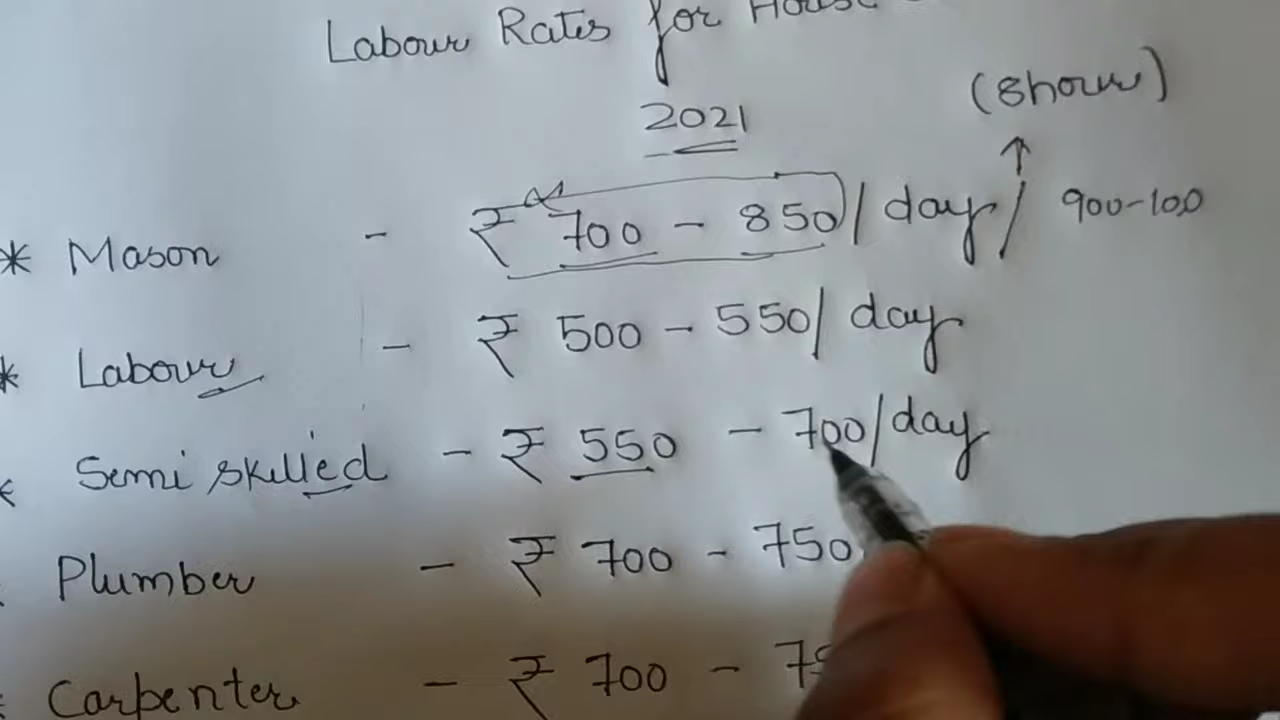 Labour Rates for House
2021
(8hour)
* Mason - ₹ 700 - 850/ day/ 900-100
* Labour - ₹ 500 - 550/ day
* Semi skilled - ₹ 550 - 700/day
Plumber - ₹ 700 - 750
Carpenter - ₹ 700 -